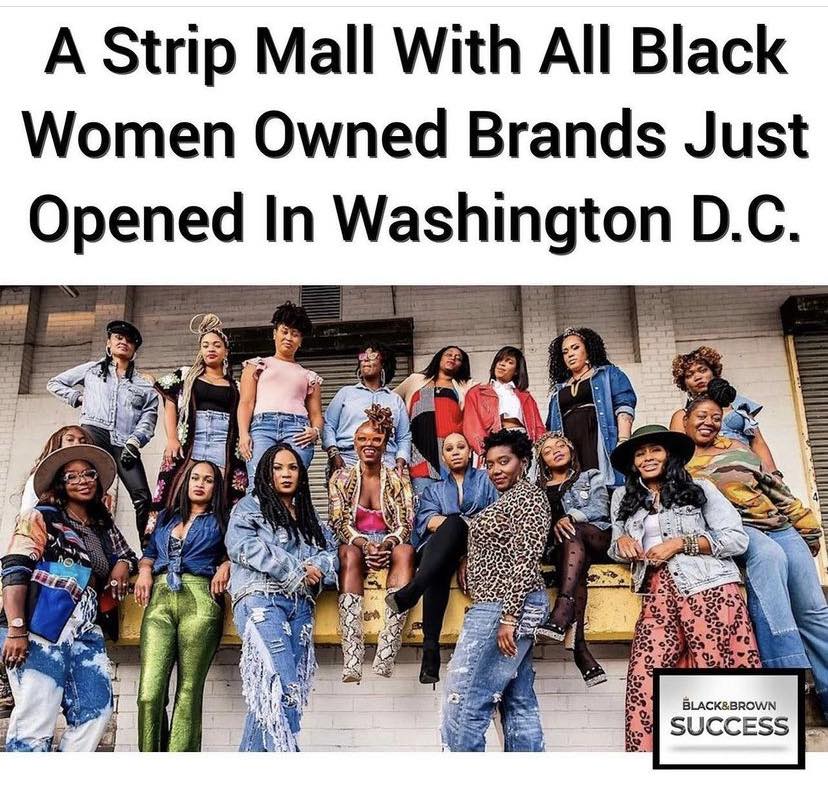 A Strip Mall With All Black
Women Owned Brands Just
Opened In Washington D.C.
BLACK&BROWN
SUCCESS